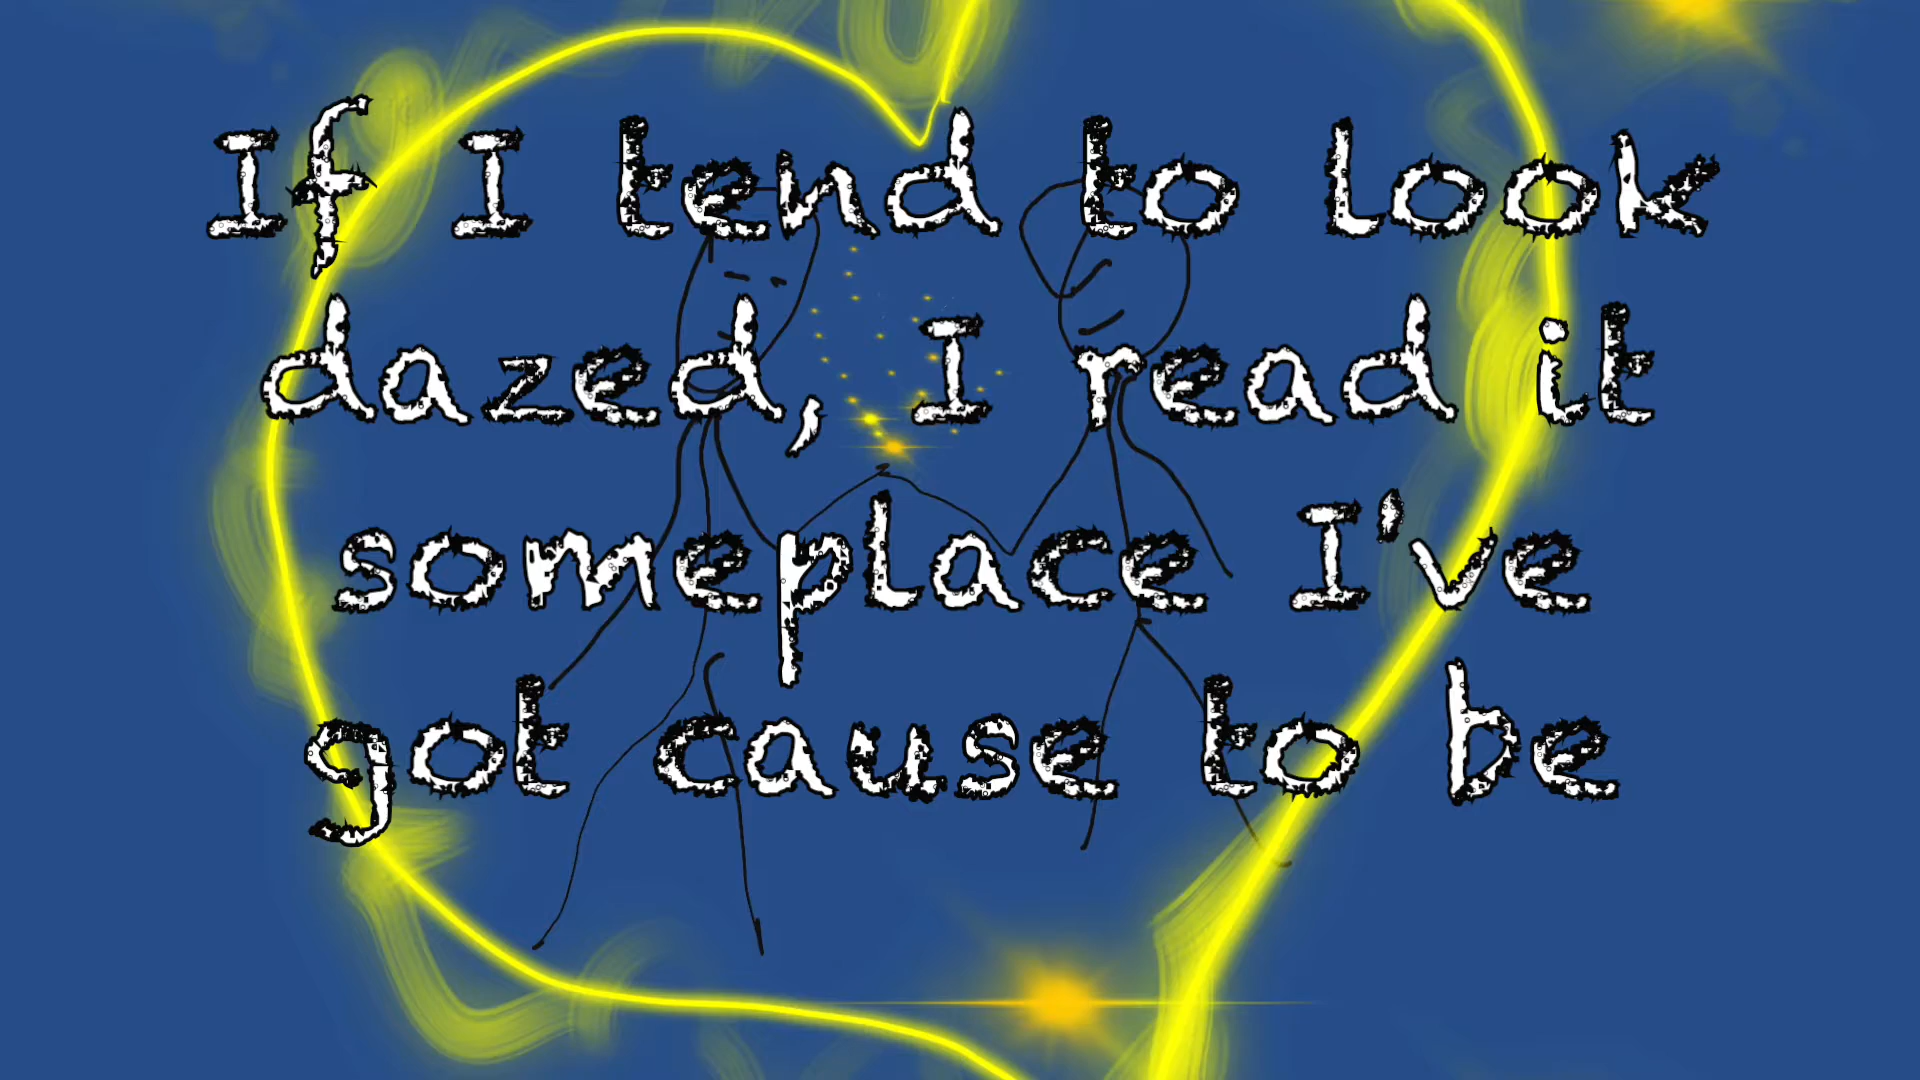 If I tend to look
dazed, I read it
someplace I've
got cause to be